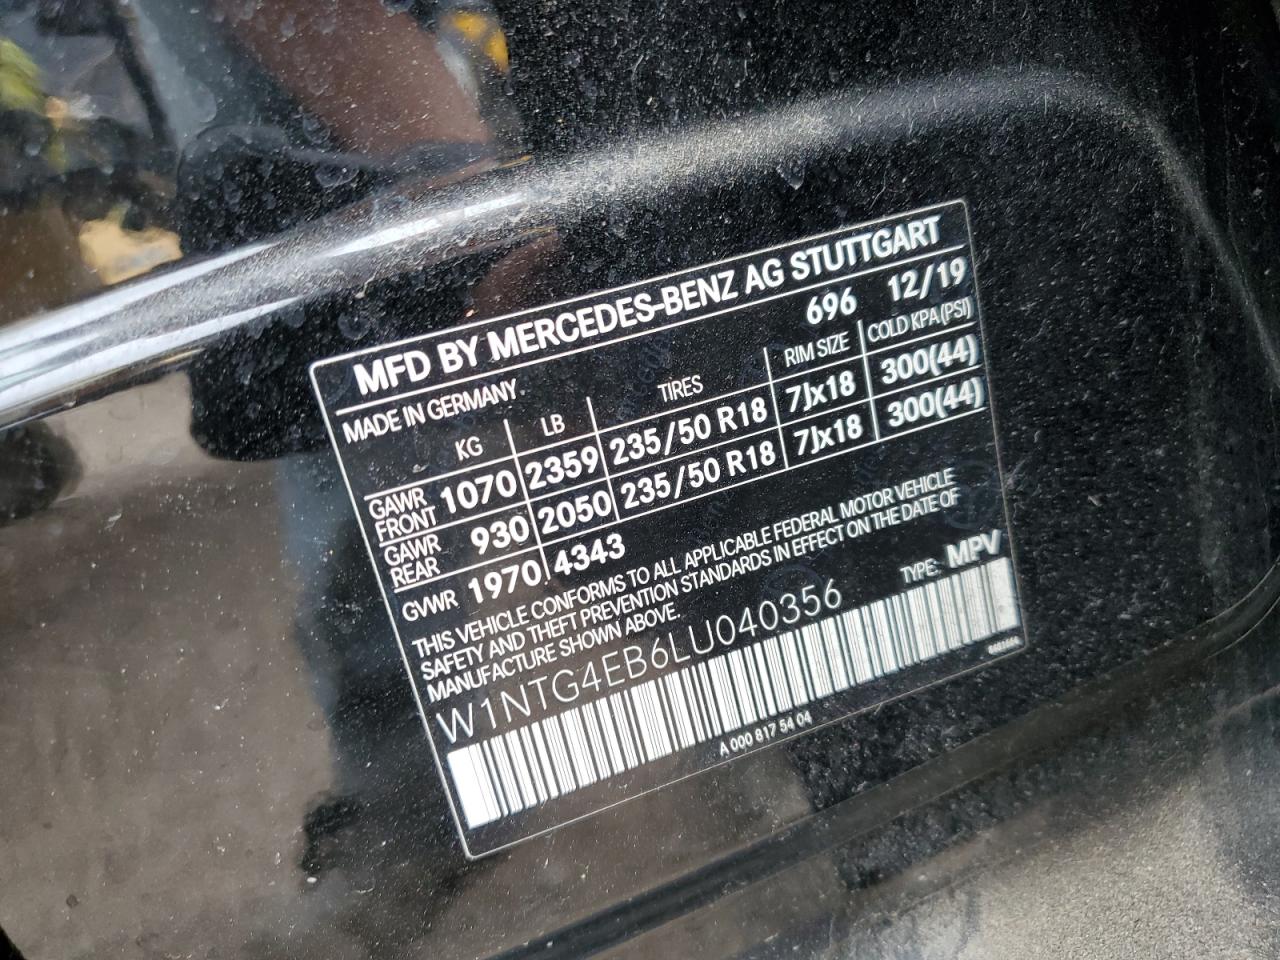 MFD BY MERCEDES-BENZ AG STUTTGART
MADE IN GERMANY 696 12/19
KG LB TIRES RIM SIZE COLD KPA(PSI)
GAWR FRONT 1070 2359 235/50 R18 7Jx18 300(44)
GAWR REAR 930 2050 235/50 R18 7Jx18 300(44)
GVWR 1970 4343
THIS VEHICLE CONFORMS TO ALL APPLICABLE FEDERAL MOTOR VEHICLE
SAFETY AND THEFT PREVENTION STANDARDS IN EFFECT ON THE DATE OF
MANUFACTURE SHOWN ABOVE.
W1NTG4EB6LU040356 TYPE: MPV
A 000 817 54 04